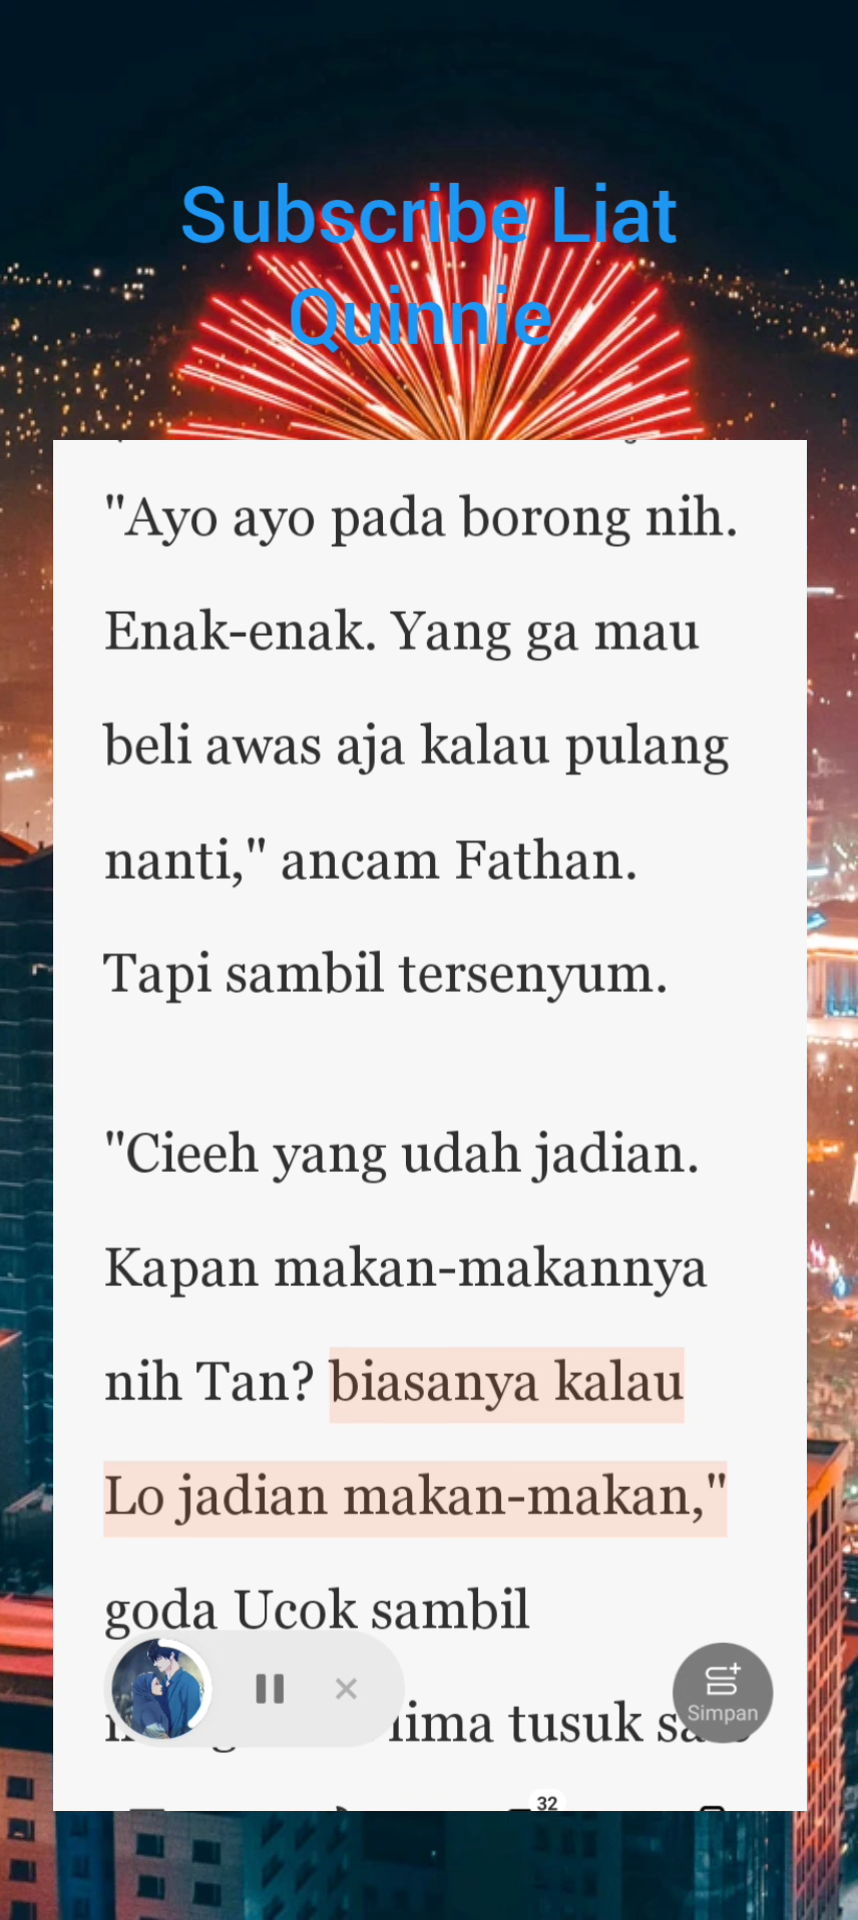 Subscribe Liat
Quinnie
"Ayo ayo pada borong nih.
Enak-enak. Yang ga mau
beli awas aja kalau pulang
nanti," ancam Fathan.
Tapi sambil tersenyum.
"Cieeh yang udah jadian.
Kapan makan-makannya
nih Tan? biasanya kalau
Lo jadian makan-makan,"
goda Ucok sambil
lima tusuk
Simpan
32